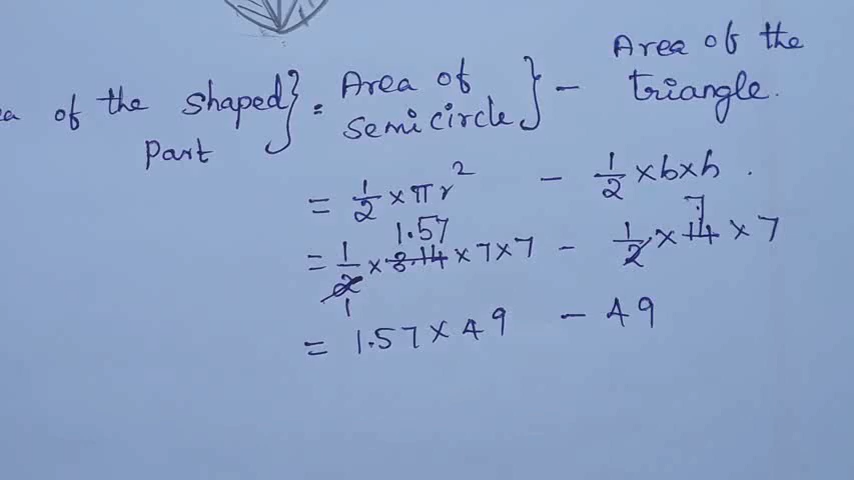 a of the shaped } = Area of } - Area of the
Part semicircle triangle.
= 1/2 × πr² - 1/2 × b × h .
1.57 7
= 1/2 × 3.14 × 7 × 7 - 1/2 × 14 × 7
1
= 1.57 × 49 - 49